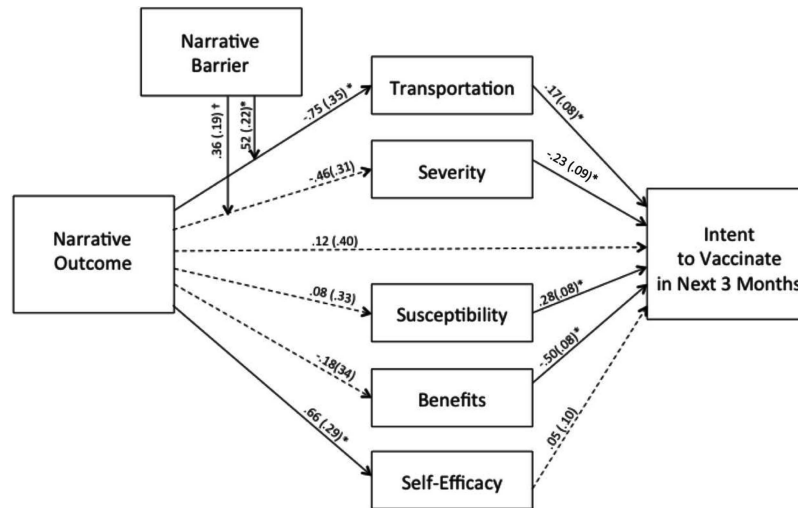 Narrative
Barrier
.36 (.19) †
.52 (.22)*
-.75 (.35) *
Transportation
.17(.08)*
-.46(.31)
Severity
-.23 (.09)*
Narrative
Outcome
.12 (.40)
Intent
to Vaccinate
in Next 3 Months
.08 (.33)
Susceptibility
.28(.08)*
-.18(34)
Benefits
-.50(.08)*
.66 (.29)*
Self-Efficacy
.05 (.10)